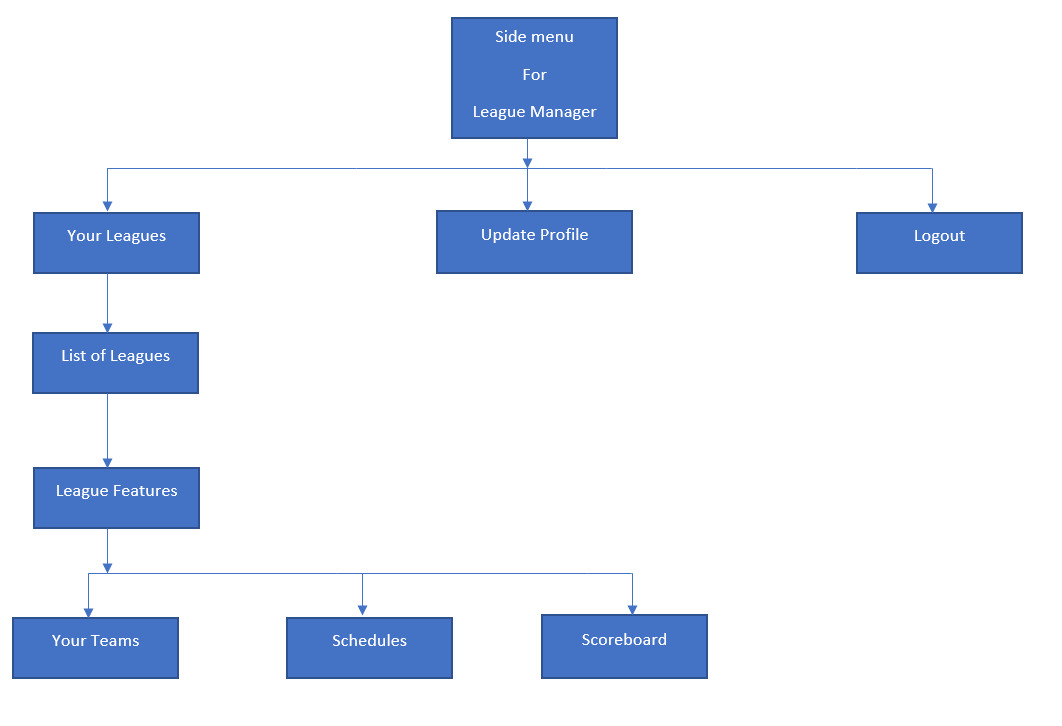 Side menu
For
League Manager
Your Leagues
Update Profile
Logout
List of Leagues
League Features
Your Teams
Schedules
Scoreboard